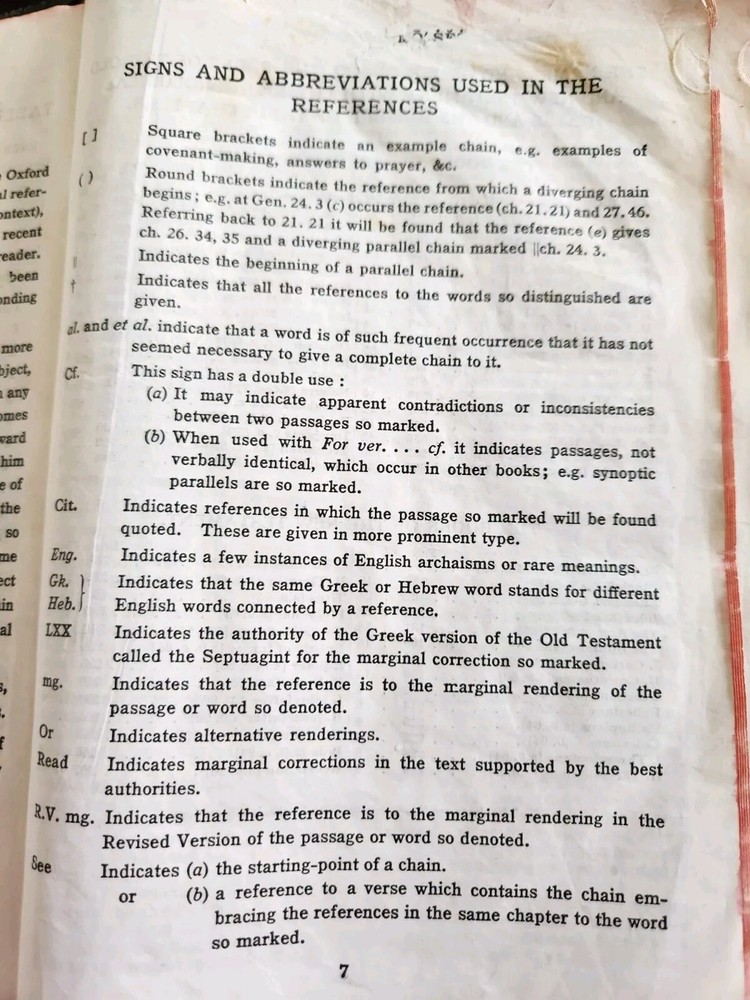 SIGNS AND ABBREVIATIONS USED IN THE
REFERENCES
[ ] Square brackets indicate an example chain, e.g. examples of
covenant-making, answers to prayer, &c.
( ) Round brackets indicate the reference from which a diverging chain
begins; e.g. at Gen. 24. 3 (c) occurs the reference (ch. 21. 21) and 27. 46.
Referring back to 21. 21 it will be found that the reference (e) gives
ch. 26. 34, 35 and a diverging parallel chain marked ||ch. 24. 3.
|| Indicates the beginning of a parallel chain.
† Indicates that all the references to the words so distinguished are
given.
al. and et al. indicate that a word is of such frequent occurrence that it has not
seemed necessary to give a complete chain to it.
Cf. This sign has a double use :
(a) It may indicate apparent contradictions or inconsistencies
between two passages so marked.
(b) When used with For ver. . . . cf. it indicates passages, not
verbally identical, which occur in other books; e.g. synoptic
parallels are so marked.
Cit. Indicates references in which the passage so marked will be found
quoted. These are given in more prominent type.
Eng. Indicates a few instances of English archaisms or rare meanings.
Gk. } Indicates that the same Greek or Hebrew word stands for different
Heb. } English words connected by a reference.
LXX Indicates the authority of the Greek version of the Old Testament
called the Septuagint for the marginal correction so marked.
mg. Indicates that the reference is to the marginal rendering of the
passage or word so denoted.
Or Indicates alternative renderings.
Read Indicates marginal corrections in the text supported by the best
authorities.
R.V. mg. Indicates that the reference is to the marginal rendering in the
Revised Version of the passage or word so denoted.
See Indicates (a) the starting-point of a chain.
or (b) a reference to a verse which contains the chain em-
bracing the references in the same chapter to the word
so marked.
7
Oxford
recent
been
more
any
him
e of
the
so